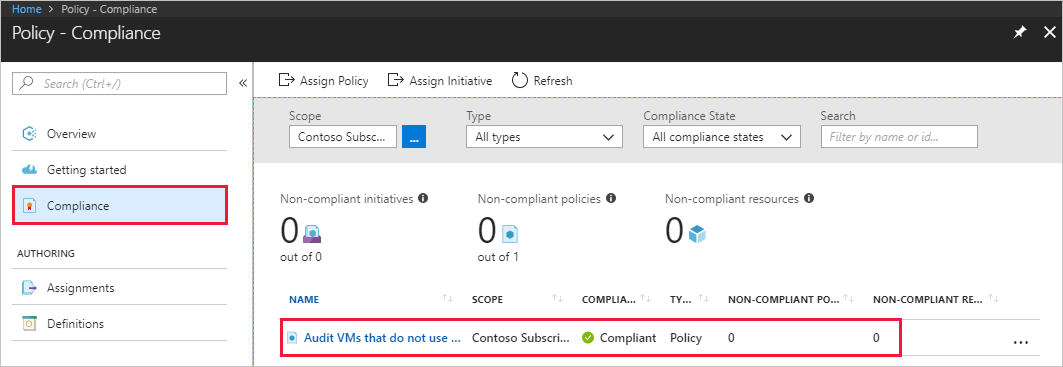 Home > Policy - Compliance
Policy - Compliance
Search (Ctrl+/)
«
Overview
Getting started
Compliance
AUTHORING
Assignments
Definitions
Assign Policy Assign Initiative Refresh
Scope Type Compliance State Search
Contoso Subsc... ... All types All compliance states Filter by name or id...
Non-compliant initiatives Non-compliant policies Non-compliant resources
0 0 0
out of 0 out of 1
NAME SCOPE COMPLIA... TY... NON-COMPLIANT PO... NON-COMPLIANT RE...
Audit VMs that do not use ... Contoso Subscri... Compliant Policy 0 0 ...